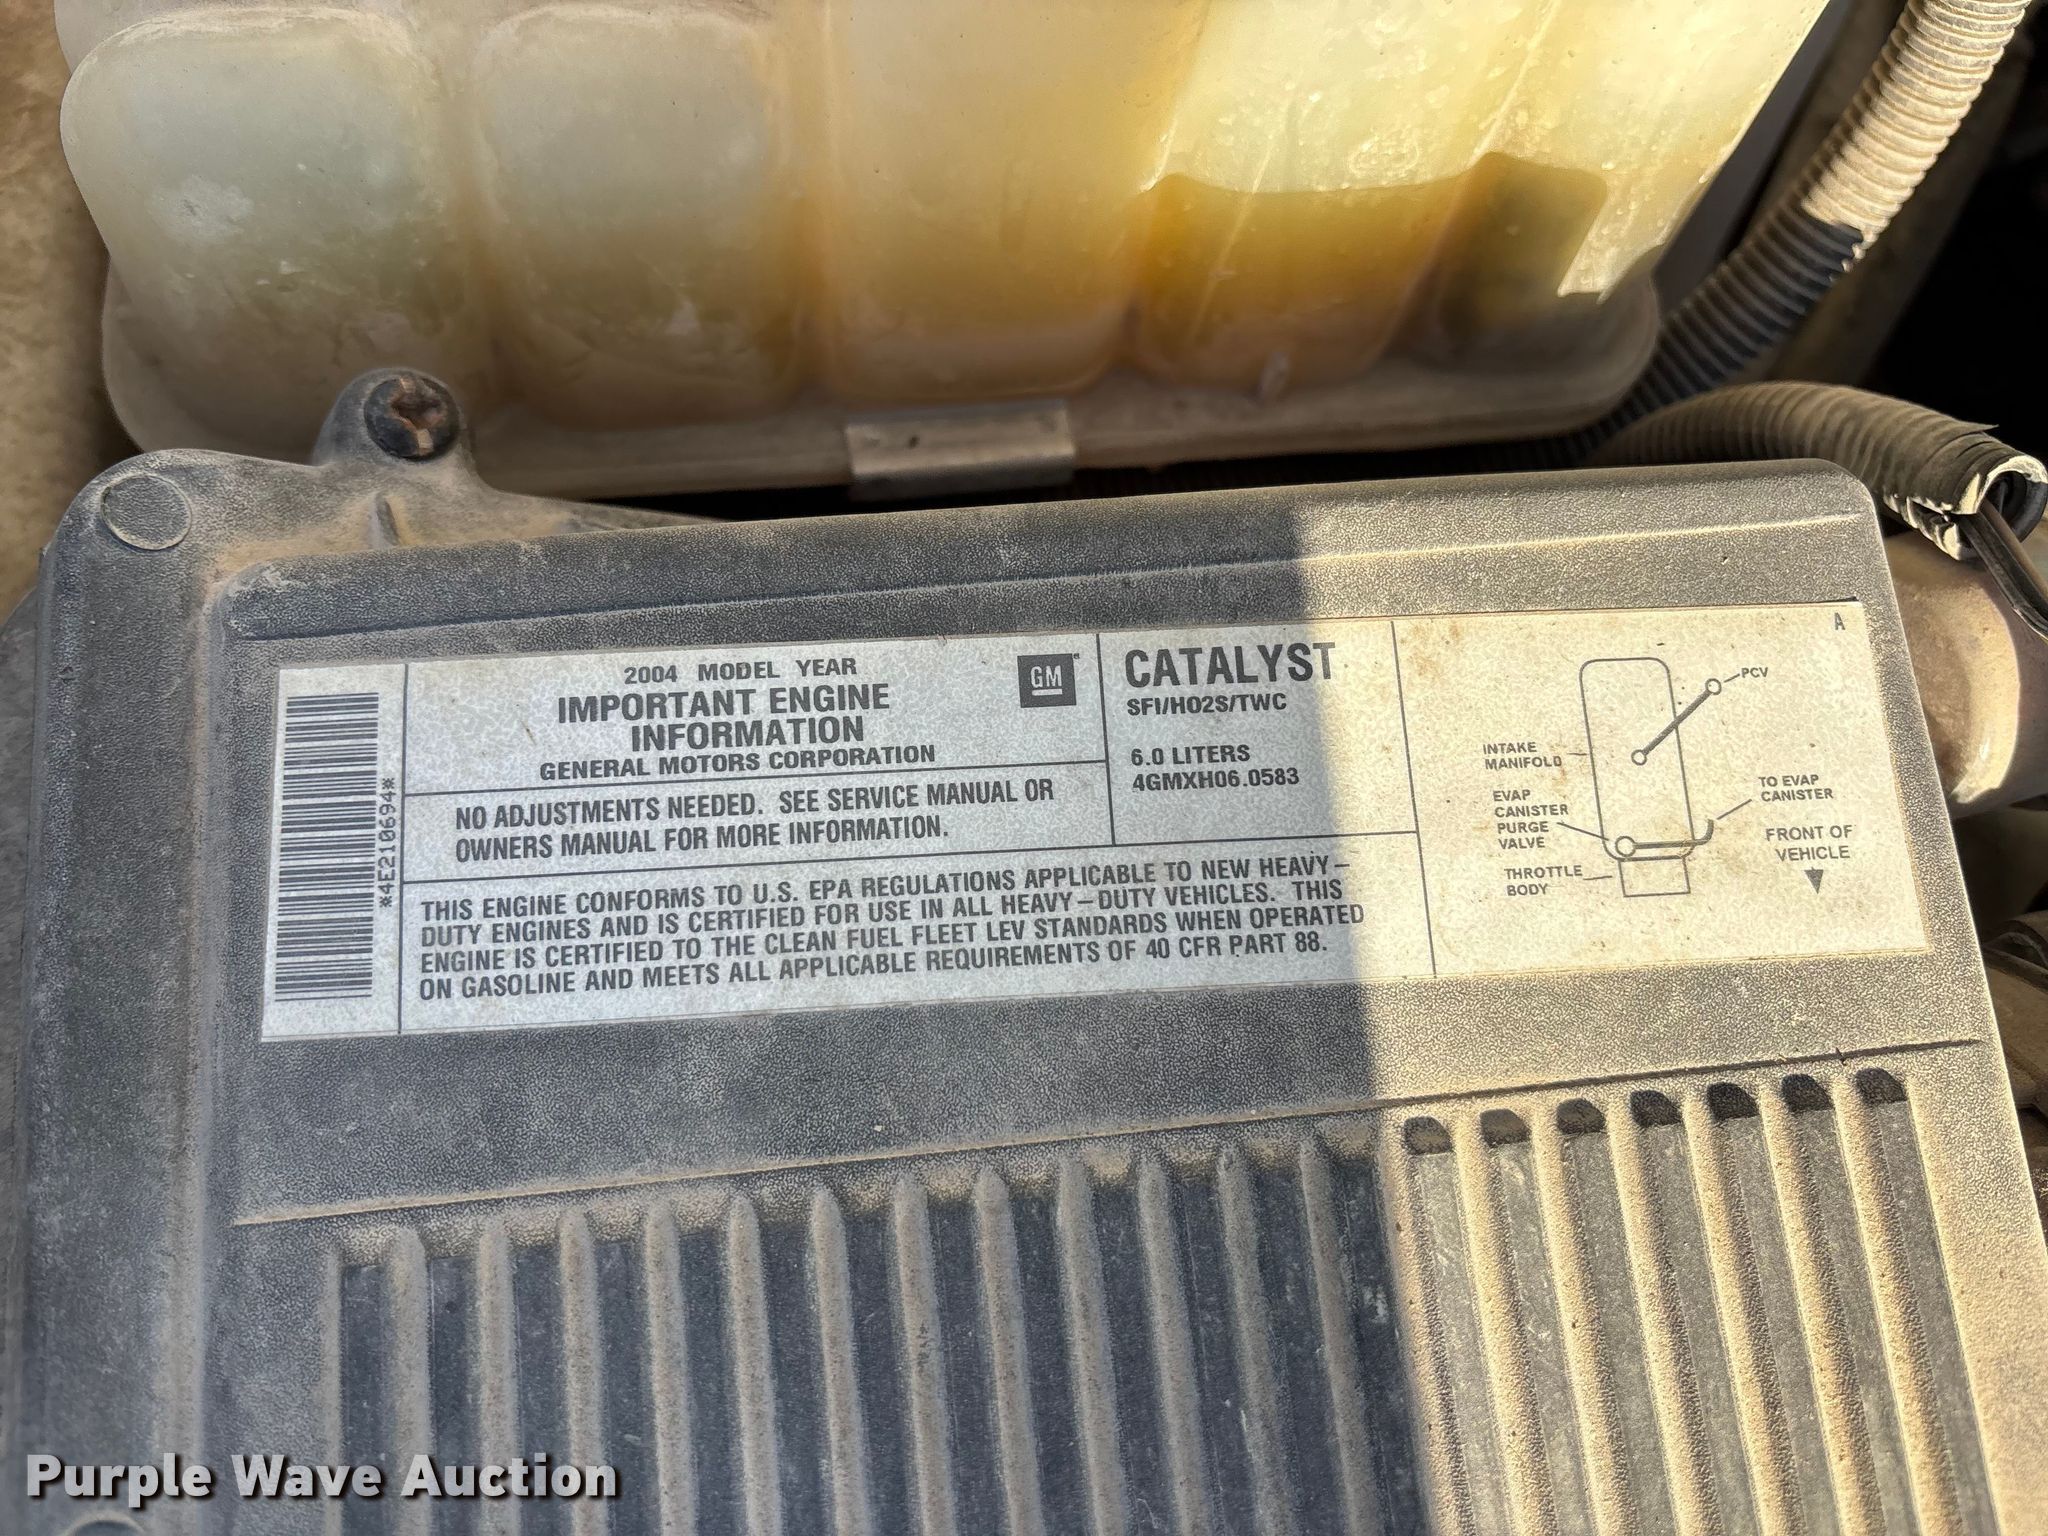 *4E210694*
2004 MODEL YEAR
IMPORTANT ENGINE
INFORMATION
GENERAL MOTORS CORPORATION
GM
NO ADJUSTMENTS NEEDED. SEE SERVICE MANUAL OR
OWNERS MANUAL FOR MORE INFORMATION.
CATALYST
SFI/HO2S/TWC
6.0 LITERS
4GMXH06.0583
THIS ENGINE CONFORMS TO U.S. EPA REGULATIONS APPLICABLE TO NEW HEAVY-
DUTY ENGINES AND IS CERTIFIED FOR USE IN ALL HEAVY-DUTY VEHICLES. THIS
ENGINE IS CERTIFIED TO THE CLEAN FUEL FLEET LEV STANDARDS WHEN OPERATED
ON GASOLINE AND MEETS ALL APPLICABLE REQUIREMENTS OF 40 CFR PART 88.
A
PCV
INTAKE
MANIFOLD
EVAP
CANISTER
PURGE
VALVE
THROTTLE
BODY
TO EVAP
CANISTER
FRONT OF
VEHICLE
Purple Wave Auction